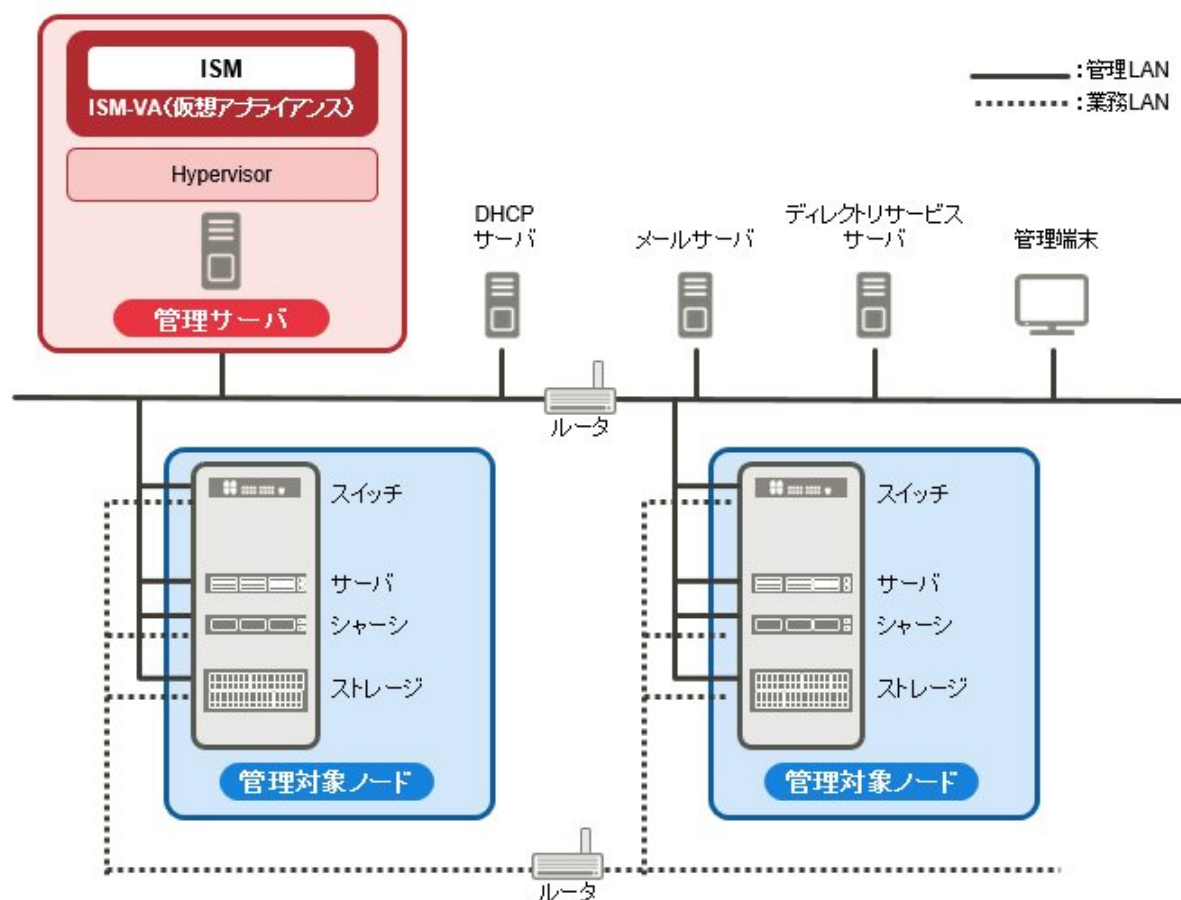 ISM
ISM-VA(仮想アプライアンス)
Hypervisor
管理サーバ
:管理LAN
:業務LAN
DHCP
サーバ
メールサーバ
ディレクトリサービス
サーバ
管理端末
ルータ
スイッチ
サーバ
シャーシ
ストレージ
管理対象ノード
スイッチ
サーバ
シャーシ
ストレージ
管理対象ノード
ルータ